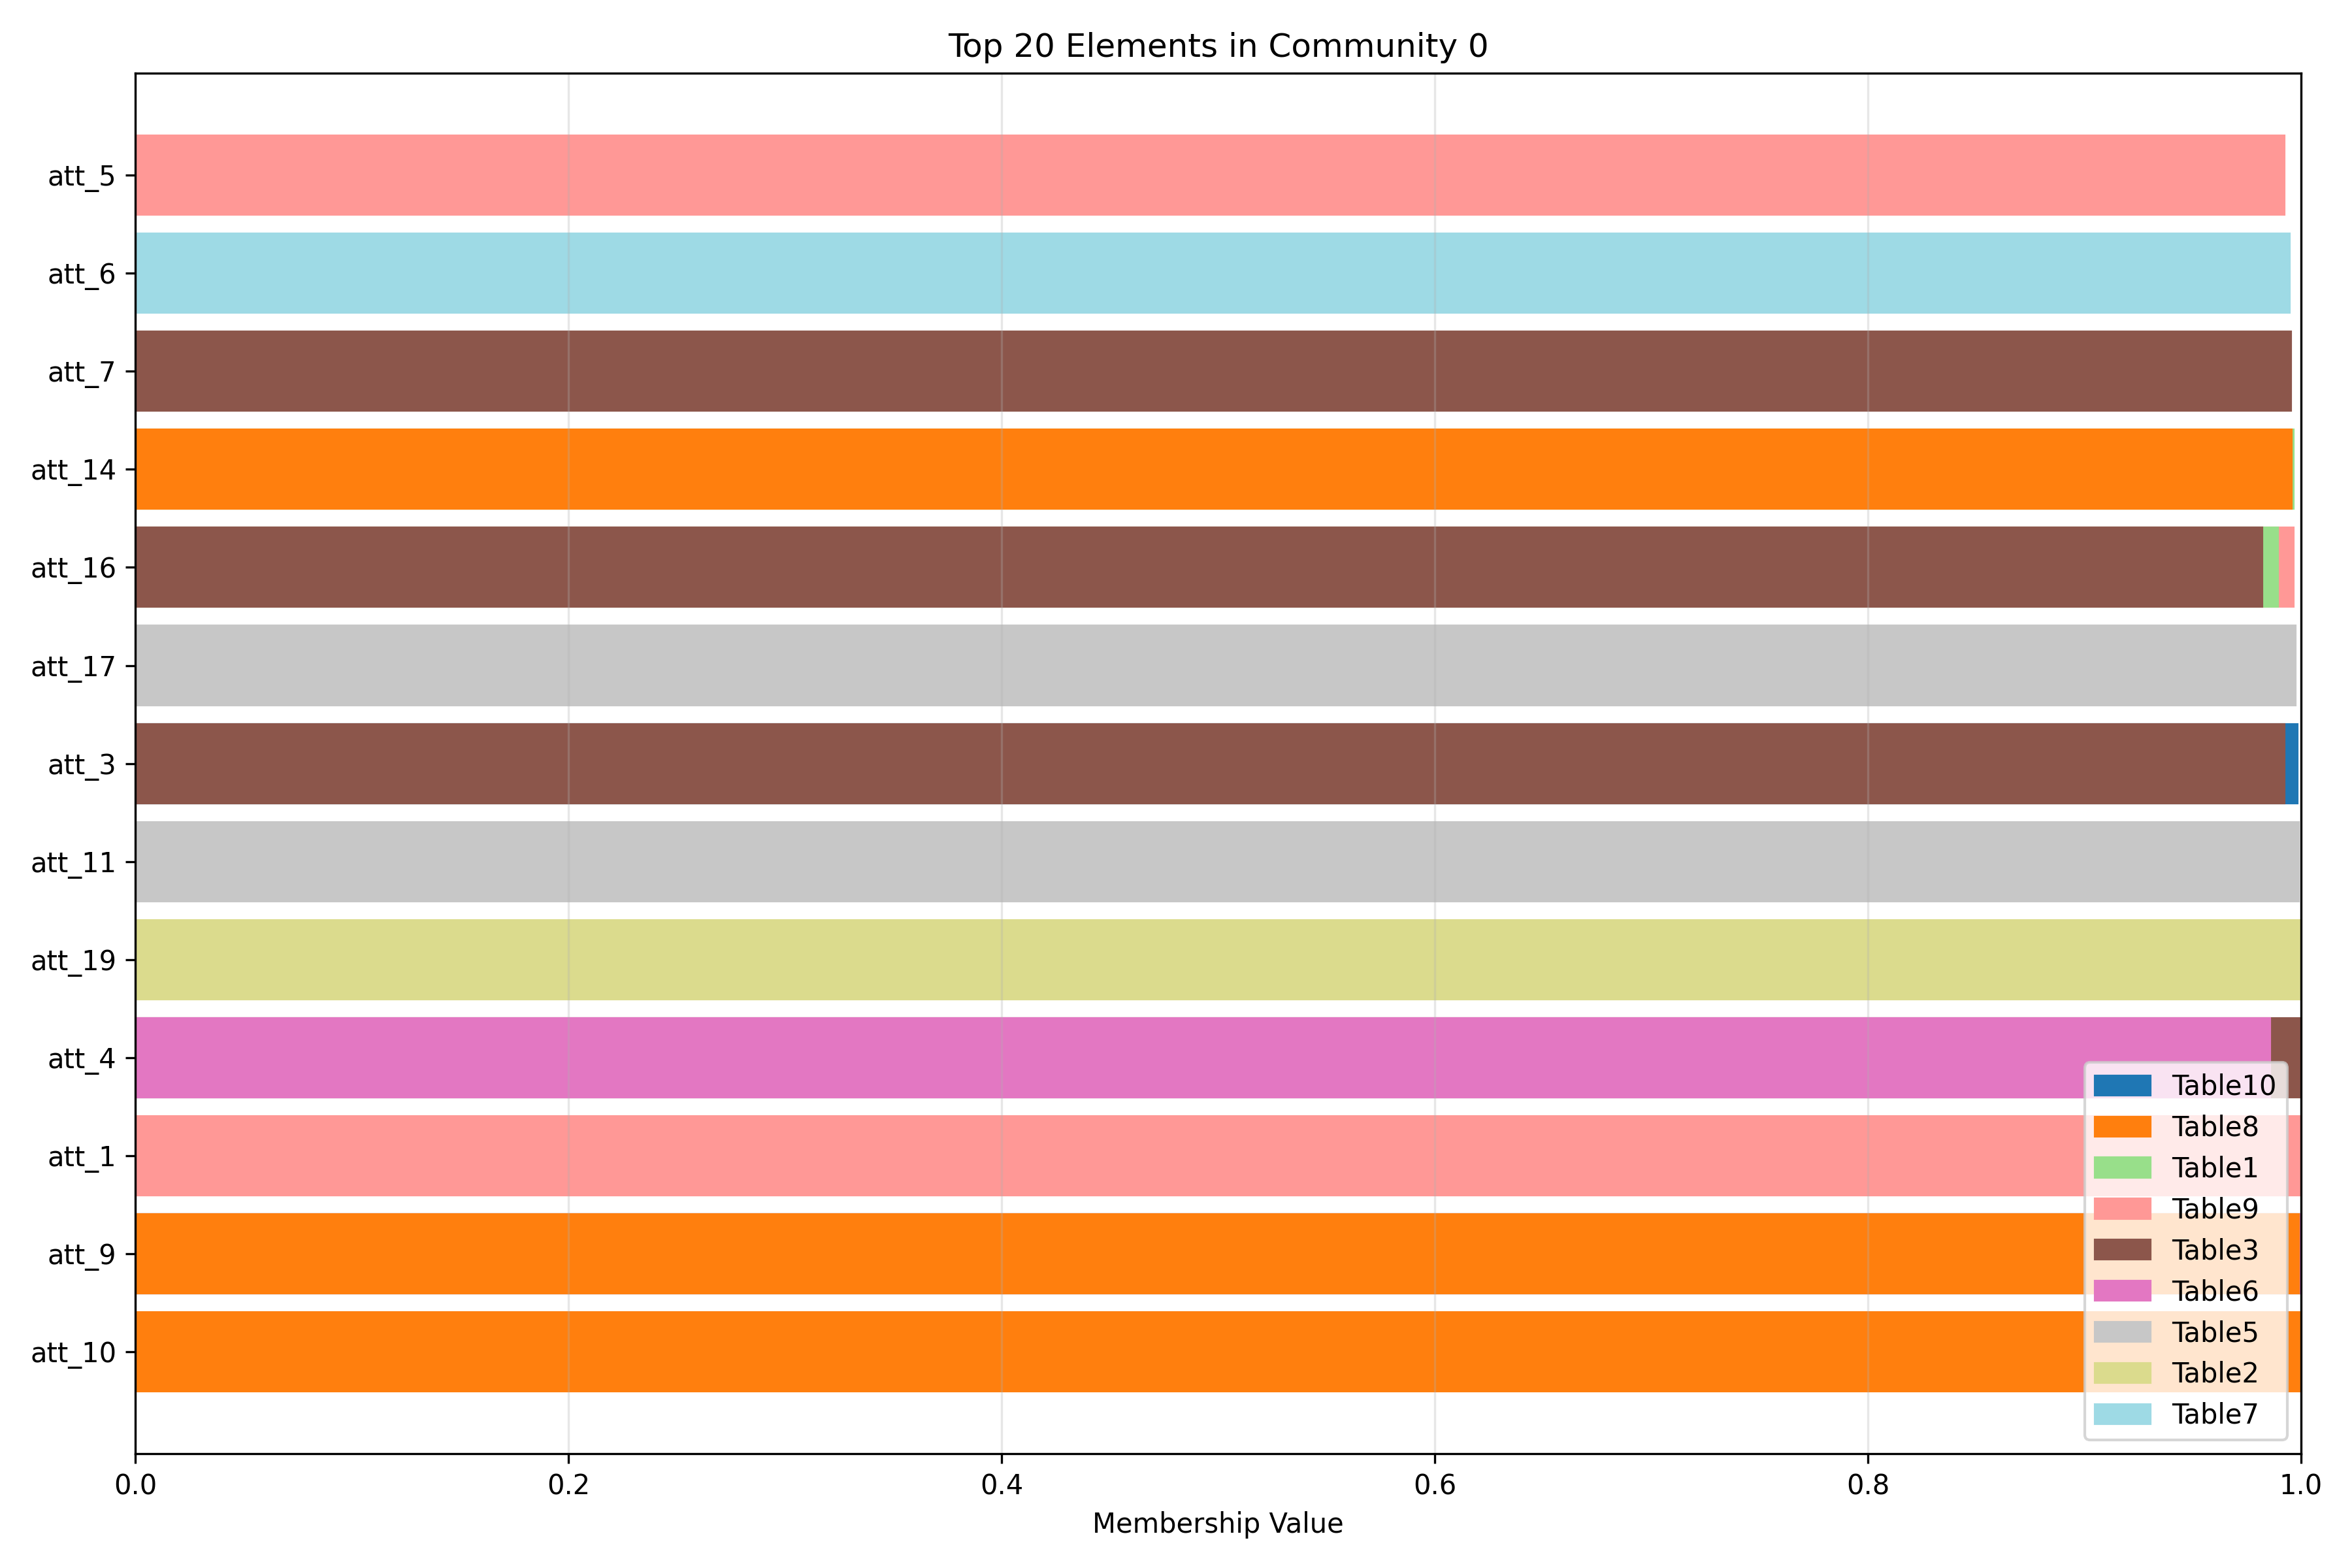 Top 20 Elements in Community 0
att_5
att_6
att_7
att_14
att_16
att_17
att_3
att_11
att_19
att_4
att_1
att_9
att_10
Table10
Table8
Table1
Table9
Table3
Table6
Table5
Table2
Table7
0.0 0.2 0.4 0.6 0.8 1.0
Membership Value